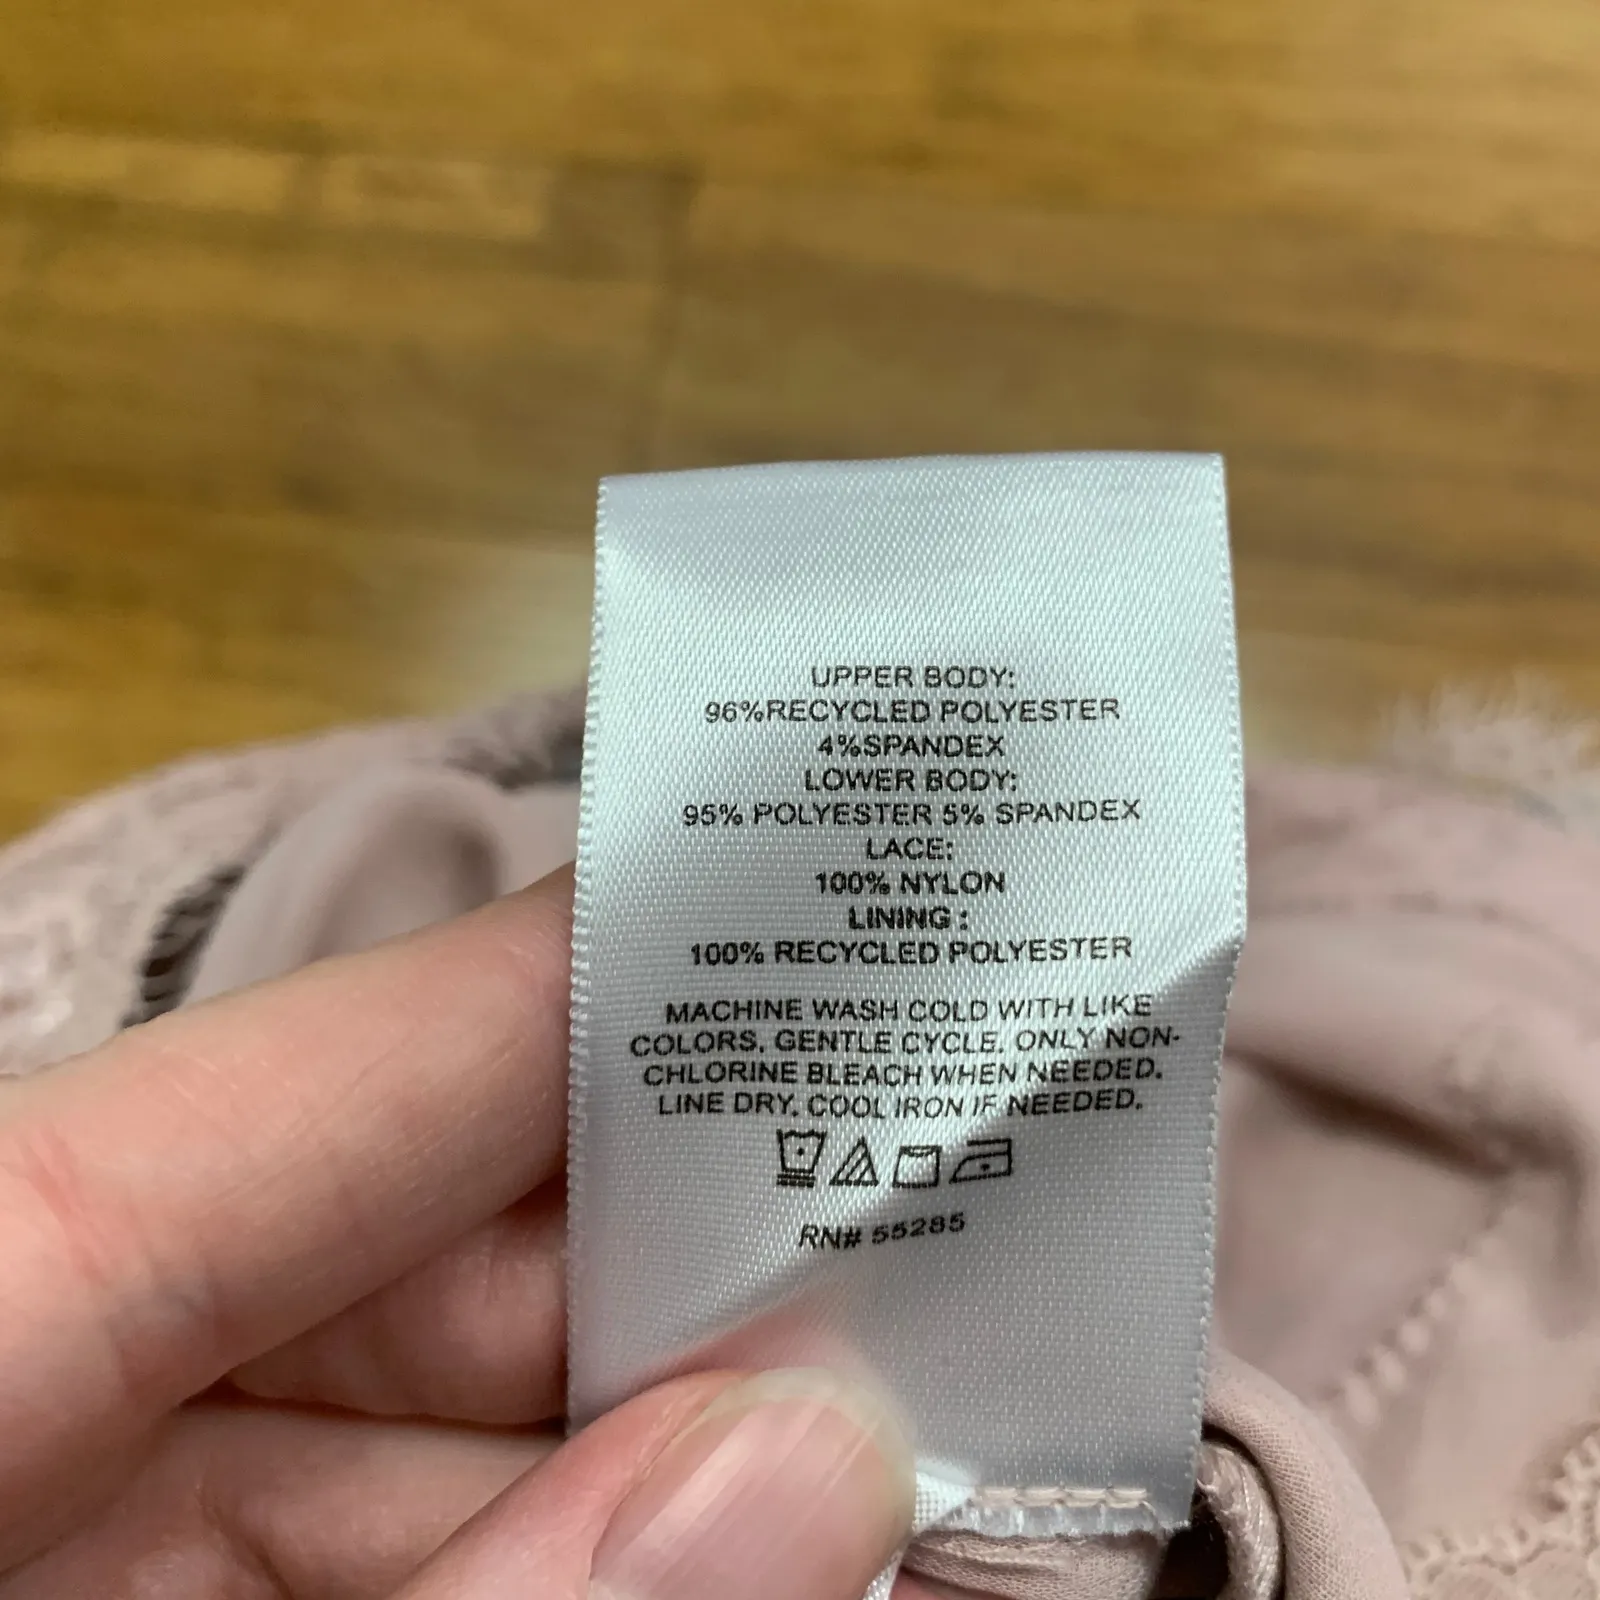 UPPER BODY:
96%RECYCLED POLYESTER
4%SPANDEX
LOWER BODY:
95% POLYESTER 5% SPANDEX
LACE:
100% NYLON
LINING :
100% RECYCLED POLYESTER
MACHINE WASH COLD WITH LIKE
COLORS. GENTLE CYCLE. ONLY NON-
CHLORINE BLEACH WHEN NEEDED.
LINE DRY. COOL IRON IF NEEDED.
RN# 55285